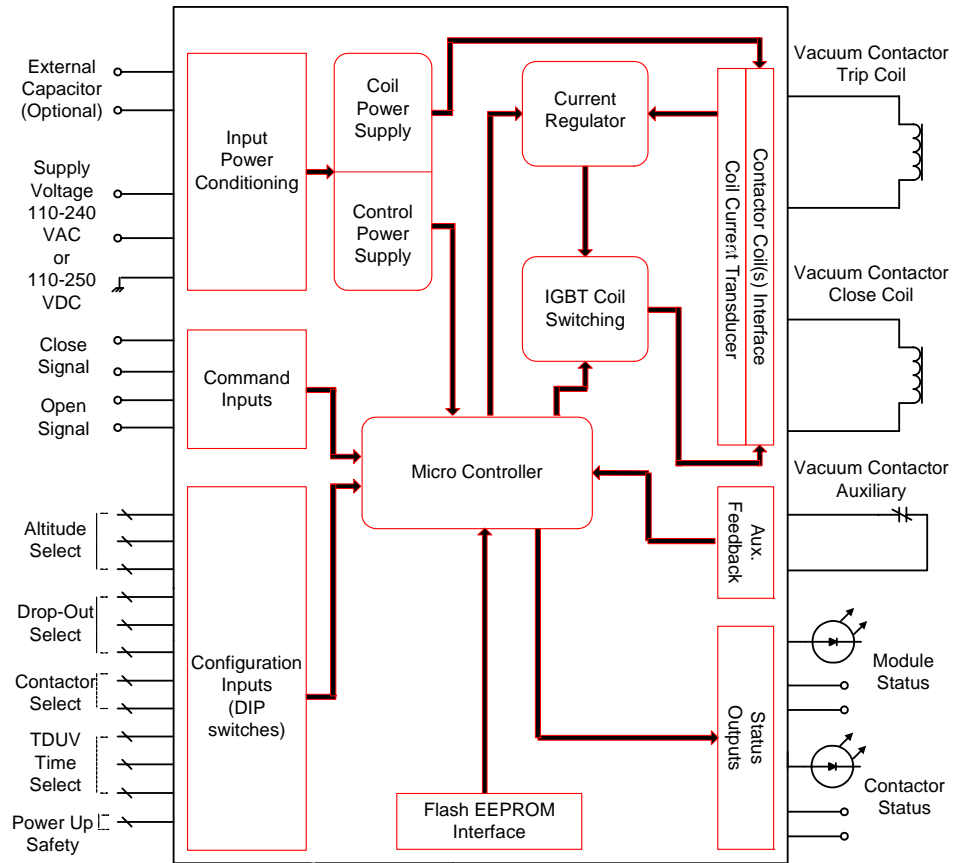 External
Capacitor
(Optional)
Supply
Voltage
110-240
VAC
or
110-250
VDC
Close
Signal
Open
Signal
Altitude
Select
Drop-Out
Select
Contactor
Select
TDUV
Time
Select
Power Up
Safety
Input
Power
Conditioning
Coil
Power
Supply
Control
Power
Supply
Command
Inputs
Configuration
Inputs
(DIP
switches)
Current
Regulator
IGBT Coil
Switching
Micro Controller
Flash EEPROM
Interface
Contactor Coil(s) Interface
Coil Current Transducer
Aux.
Feedback
Status
Outputs
Vacuum Contactor
Trip Coil
Vacuum Contactor
Close Coil
Vacuum Contactor
Auxiliary
Module
Status
Contactor
Status